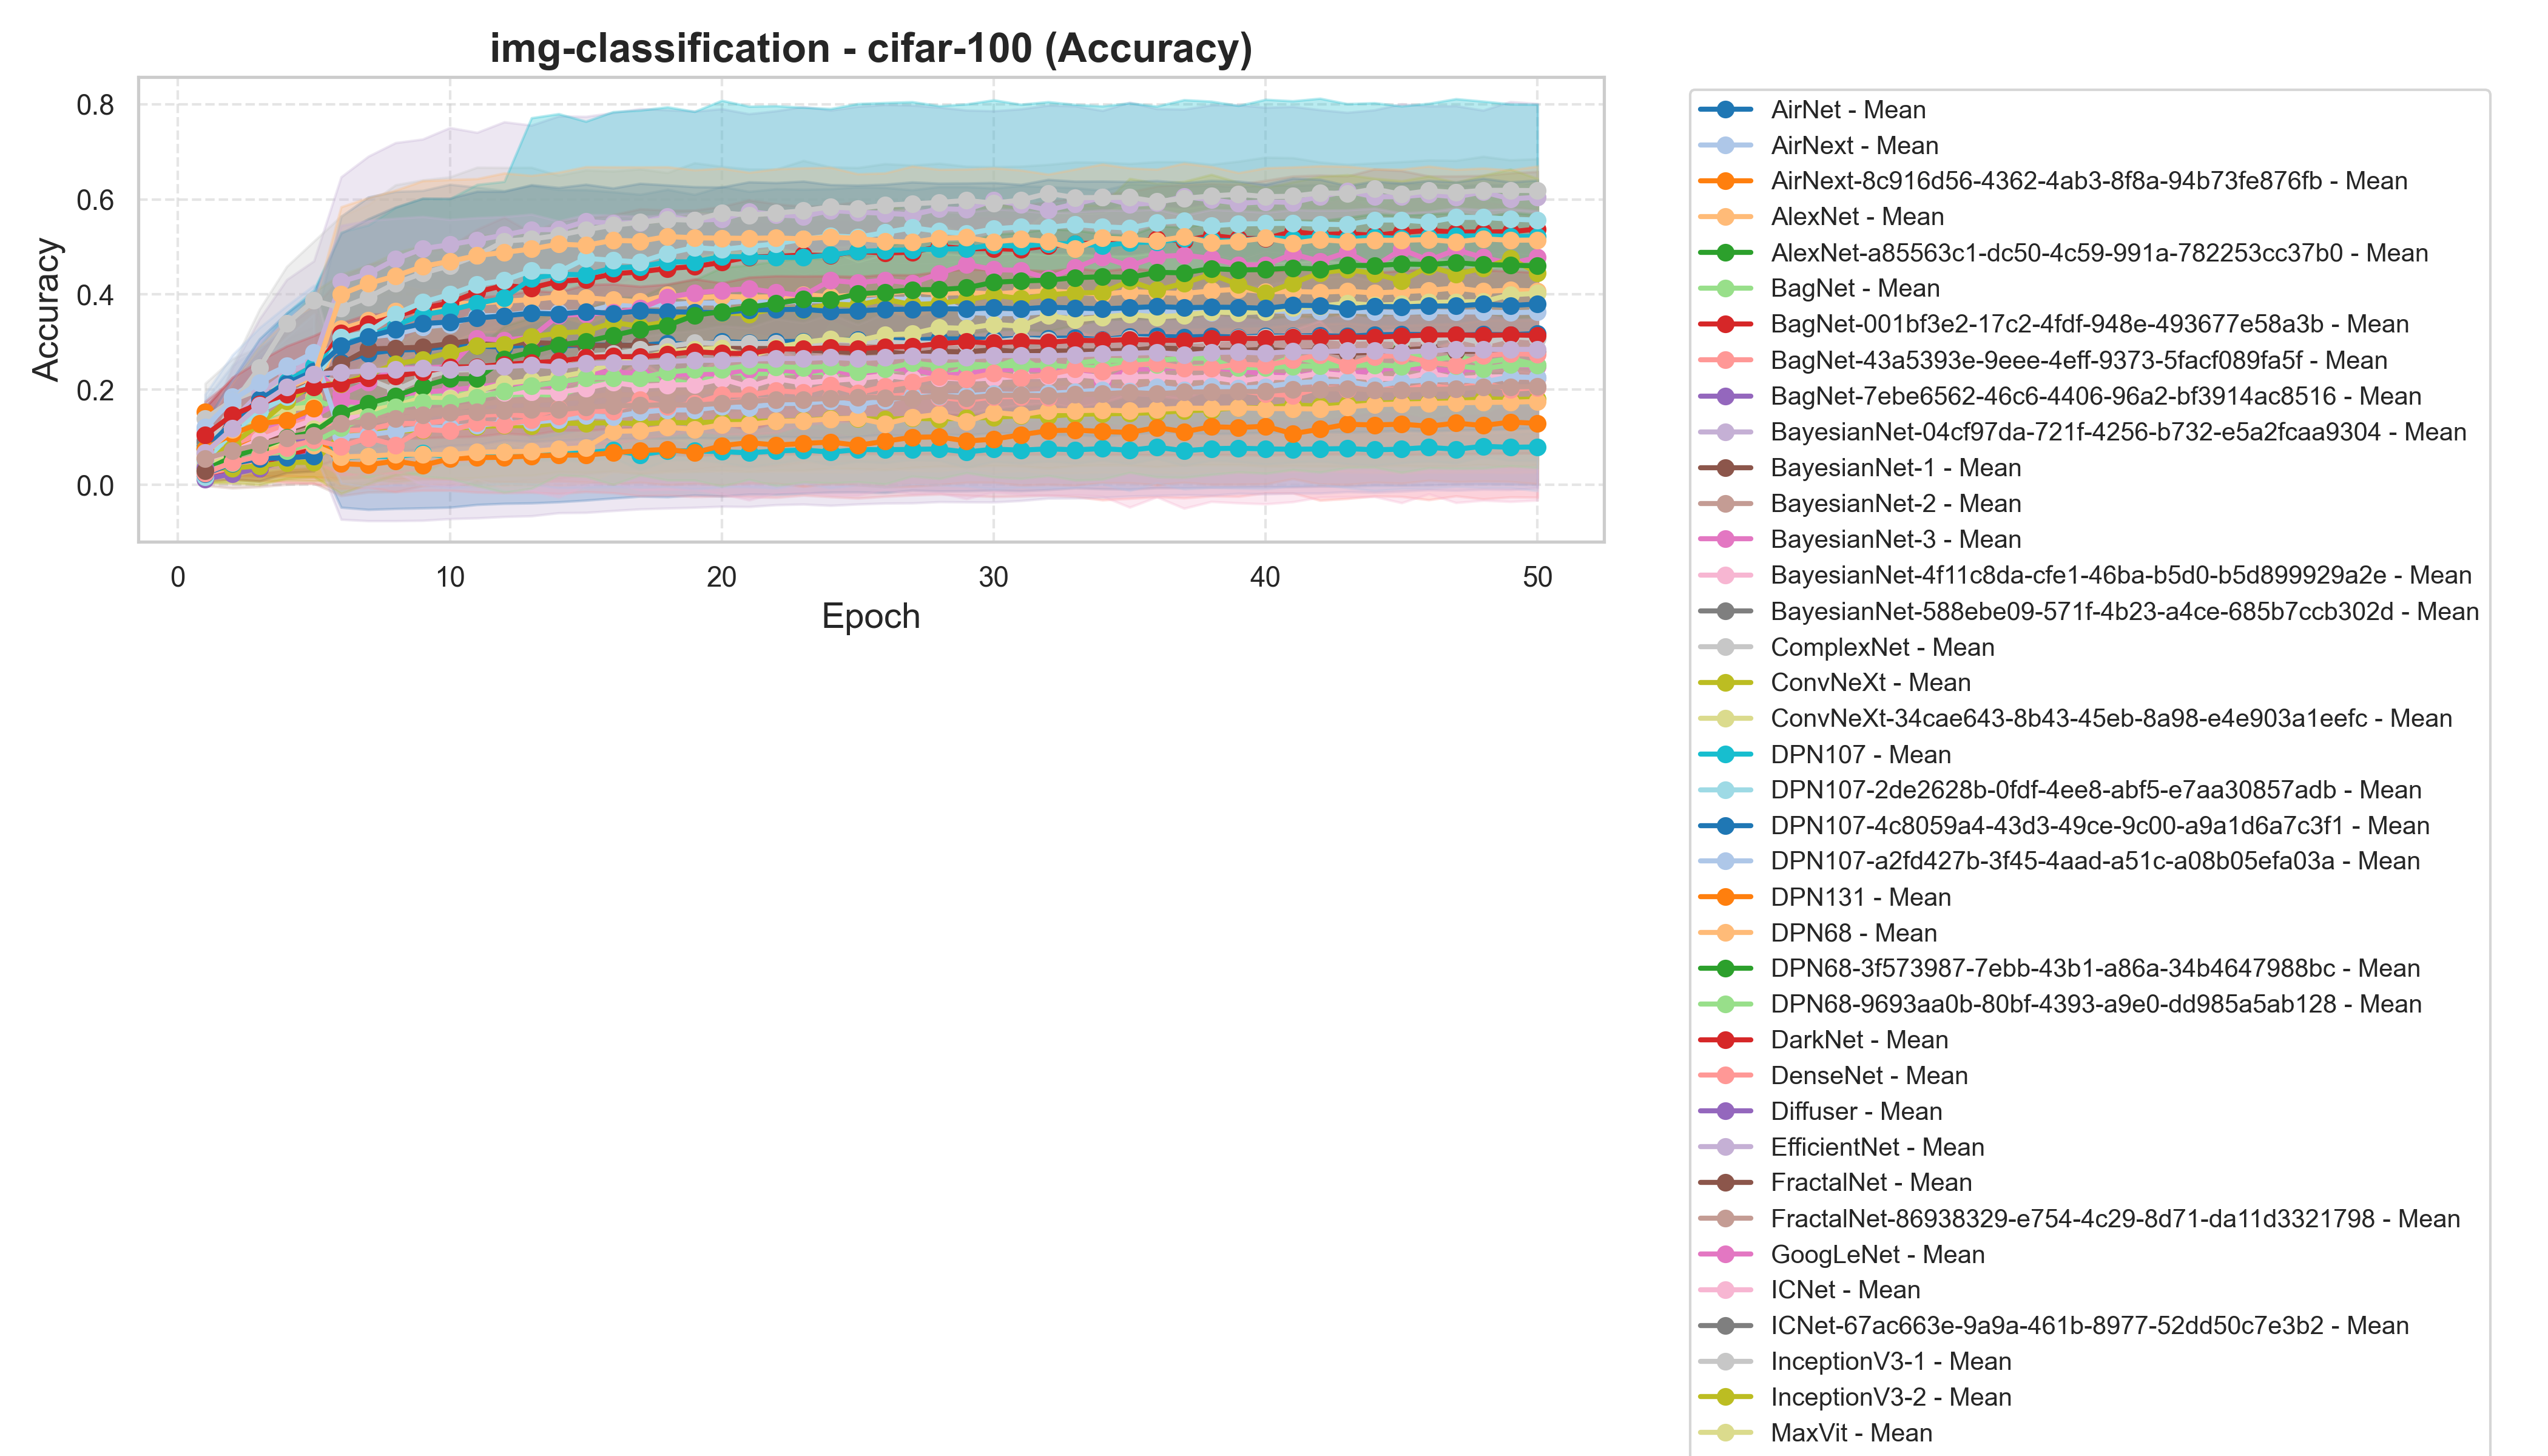 img-classification - cifar-100 (Accuracy)
Accuracy
0.8
0.6
0.4
0.2
0.0
0
10
20
30
40
50
Epoch
AirNet - Mean
AirNext - Mean
AirNext-8c916d56-4362-4ab3-8f8a-94b73fe876fb - Mean
AlexNet - Mean
AlexNet-a85563c1-dc50-4c59-991a-782253cc37b0 - Mean
BagNet - Mean
BagNet-001bf3e2-17c2-4fdf-948e-493677e58a3b - Mean
BagNet-43a5393e-9eee-4eff-9373-5facf089fa5f - Mean
BagNet-7ebe6562-46c6-4406-96a2-bf3914ac8516 - Mean
BayesianNet-04cf97da-721f-4256-b732-e5a2fcaa9304 - Mean
BayesianNet-1 - Mean
BayesianNet-2 - Mean
BayesianNet-3 - Mean
BayesianNet-4f11c8da-cfe1-46ba-b5d0-b5d899929a2e - Mean
BayesianNet-588ebe09-571f-4b23-a4ce-685b7ccb302d - Mean
ComplexNet - Mean
ConvNeXt - Mean
ConvNeXt-34cae643-8b43-45eb-8a98-e4e903a1eefc - Mean
DPN107 - Mean
DPN107-2de2628b-0fdf-4ee8-abf5-e7aa30857adb - Mean
DPN107-4c8059a4-43d3-49ce-9c00-a9a1d6a7c3f1 - Mean
DPN107-a2fd427b-3f45-4aad-a51c-a08b05efa03a - Mean
DPN131 - Mean
DPN68 - Mean
DPN68-3f573987-7ebb-43b1-a86a-34b4647988bc - Mean
DPN68-9693aa0b-80bf-4393-a9e0-dd985a5ab128 - Mean
DarkNet - Mean
DenseNet - Mean
Diffuser - Mean
EfficientNet - Mean
FractalNet - Mean
FractalNet-86938329-e754-4c29-8d71-da11d3321798 - Mean
GoogLeNet - Mean
ICNet - Mean
ICNet-67ac663e-9a9a-461b-8977-52dd50c7e3b2 - Mean
InceptionV3-1 - Mean
InceptionV3-2 - Mean
MaxVit - Mean